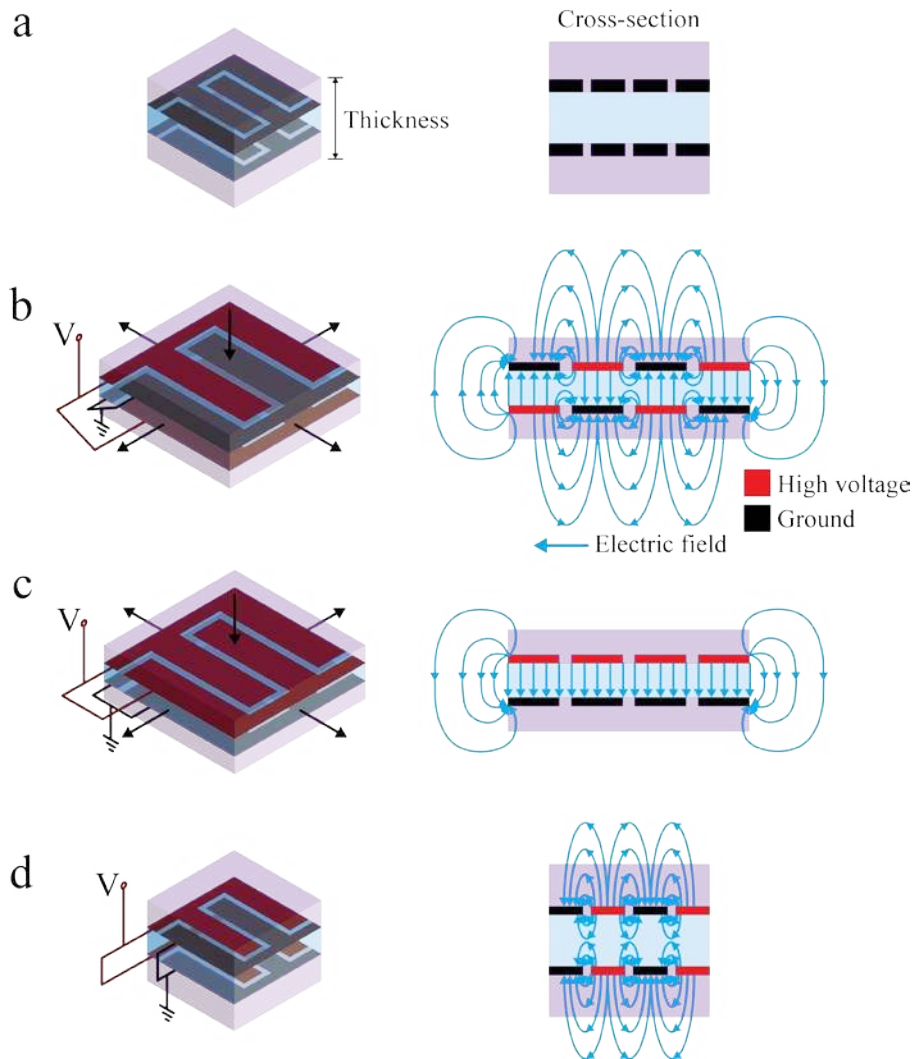 a
Cross-section
Thickness
b
V
High voltage
Ground
Electric field
c
V
d
V